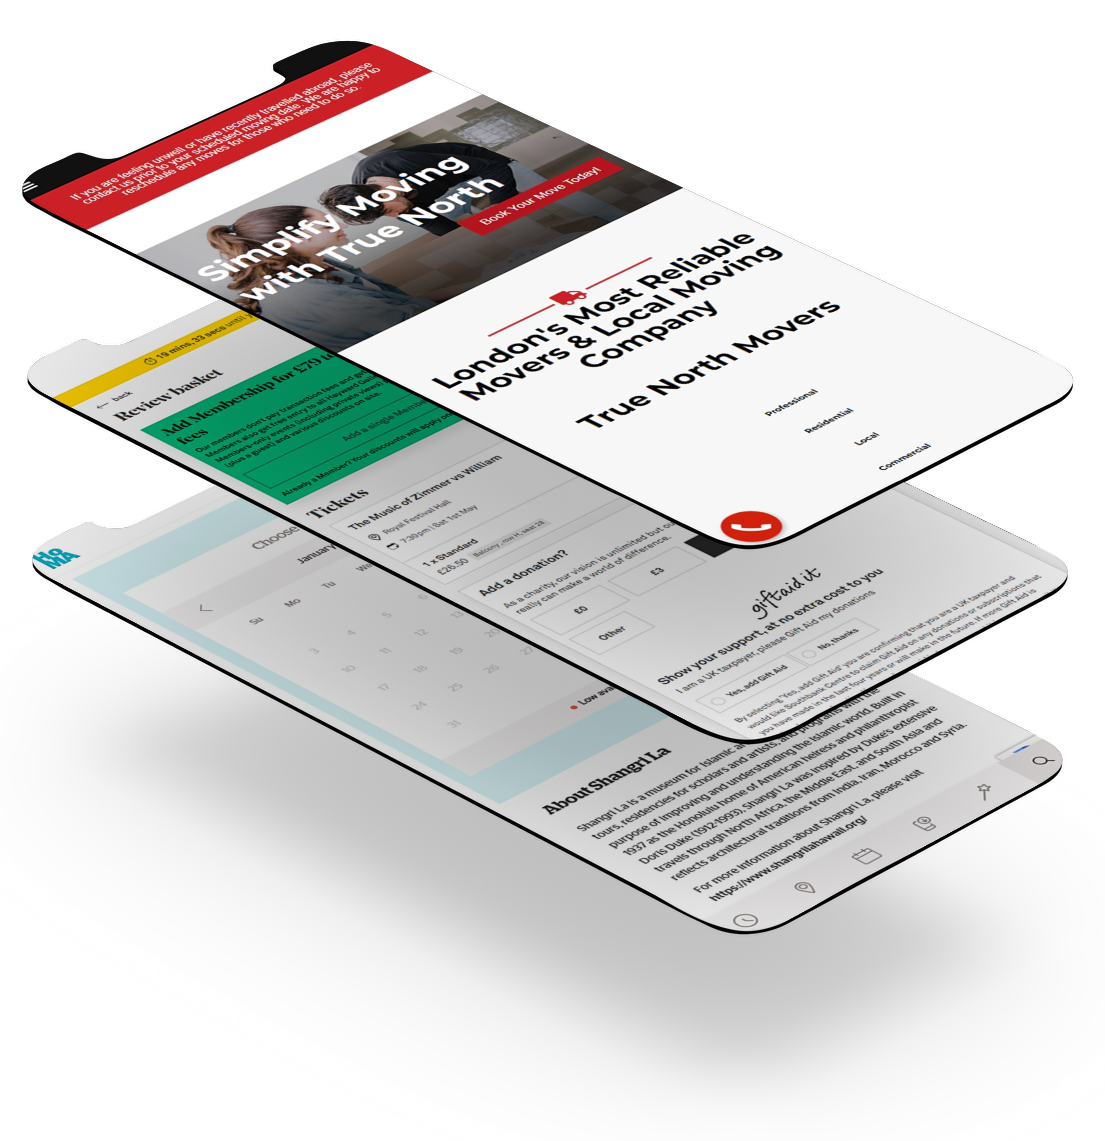 If you are feeling unwell or have recently travelled abroad, please
contact us prior to your scheduled moving date. We are happy to
reschedule any moves for those who need to do so.
Simplify Moving
with True North
Book Your Move Today!
London's Most Reliable
Movers & Local Moving
Company
True North Movers
Professional
Residential
Local
Commercial
19 mins, 33 secs until
back
Review basket
Add Membership for £79 to
fees
Our members don't pay transaction fees and get
Members also get free entry to all Hayward
Members-only events (including private views)
(plus a guest) and various discounts on site.
Add a single
Already a Member? Your discounts will apply
Tickets
The Music of Zimmer vs William
Royal Festival Hall
7:30pm | Sat 1st May
1 x Standard
£26.50 Balcony, row H, seat 28
Add a donation?
As a charity, our vision is unlimited but
really can make a world of difference.
£0
£3
Other
giftaid it
Show your support, at no extra cost to you
I am a UK taxpayer, please Gift Aid my donations
Yes, add Gift Aid
No, thanks
By selecting 'Yes, add Gift Aid' you are confirming that you are a UK taxpayer and
would like Southbank Centre to claim Gift Aid on any donations or subscriptions that
you have made in the last four years or will make in the future. If more Gift Aid is
HoMA
Choose
January
Su Mo Tu
3 4 5 6
10 11 12 13
17 18 19 20
24 25 26 27
31
Low
About Shangri La
Shangri La is a museum for Islamic
tours, residencies for scholars and artists, and programs with the
purpose of improving and understanding the Islamic world. Built in
1937 as the Honolulu home of American heiress and philanthropist
Doris Duke (1912-1993), Shangri La was inspired by Duke's extensive
travels through North Africa, the Middle East, and South Asia and
reflects architectural traditions from India, Iran, Morocco and Syria.
For more information about Shangri La, please visit
https://www.shangrilahawaii.org/